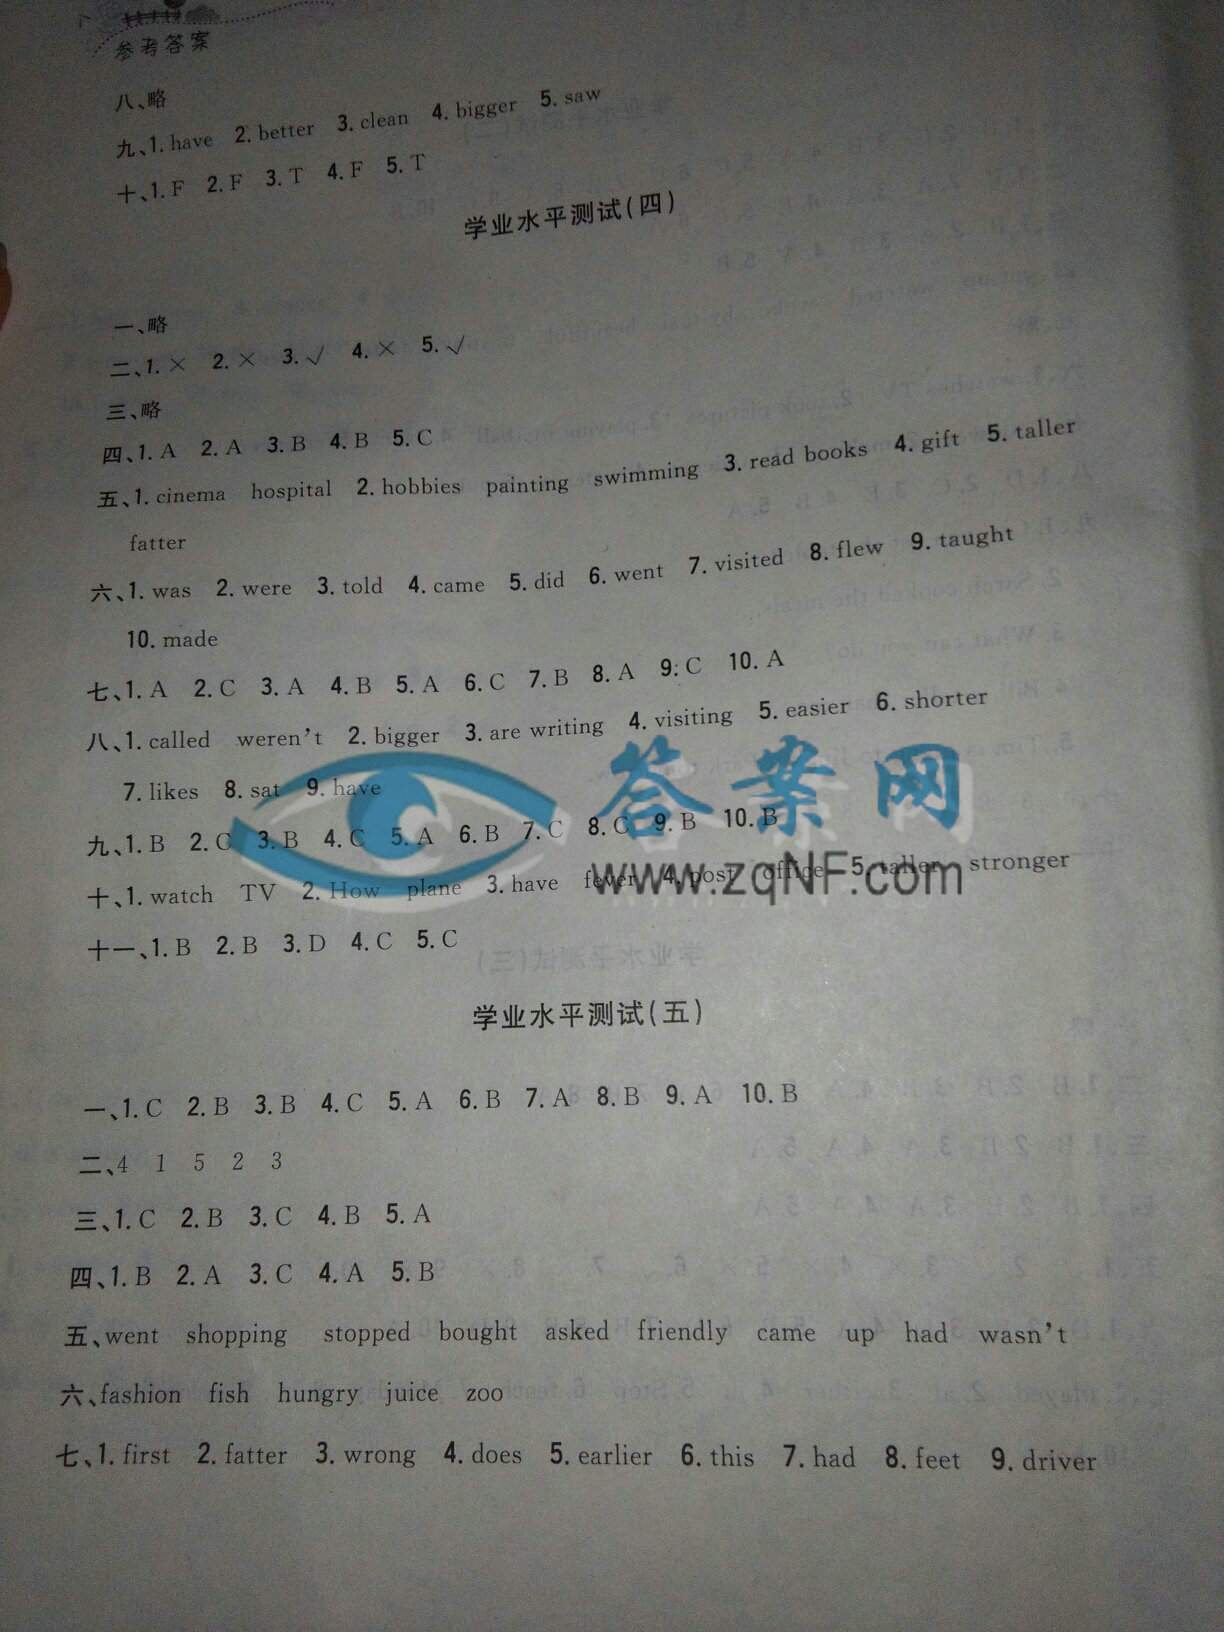 参考答案
八、略
九、1. have 2. better 3. clean 4. bigger 5. saw
十、1. F 2. F 3. T 4. F 5. T
学业水平测试(四)
一、略
二、1. × 2. × 3. √ 4. × 5. √
三、略
四、1. A 2. A 3. B 4. B 5. C
五、1. cinema hospital 2. hobbies painting swimming 3. read books 4. gift 5. taller
fatter
六、1. was 2. were 3. told 4. came 5. did 6. went 7. visited 8. flew 9. taught
10. made
七、1. A 2. C 3. A 4. B 5. A 6. C 7. B 8. A 9. C 10. A
八、1. called weren't 2. bigger 3. are writing 4. visiting 5. easier 6. shorter
7. likes 8. sat 9. have
九、1. B 2. C 3. B 4. C 5. A 6. B 7. C 8. C 9. B 10. B
十、1. watch TV 2. How plane 3. have fever 4. post office 5. taller stronger
十一、1. B 2. B 3. D 4. C 5. C
答案网
www.zqNF.com
学业水平测试(五)
一、1. C 2. B 3. B 4. C 5. A 6. B 7. A 8. B 9. A 10. B
二、4 1 5 2 3
三、1. C 2. B 3. C 4. B 5. A
四、1. B 2. A 3. C 4. A 5. B
五、went shopping stopped bought asked friendly came up had wasn't
六、fashion fish hungry juice zoo
七、1. first 2. fatter 3. wrong 4. does 5. earlier 6. this 7. had 8. feet 9. driver